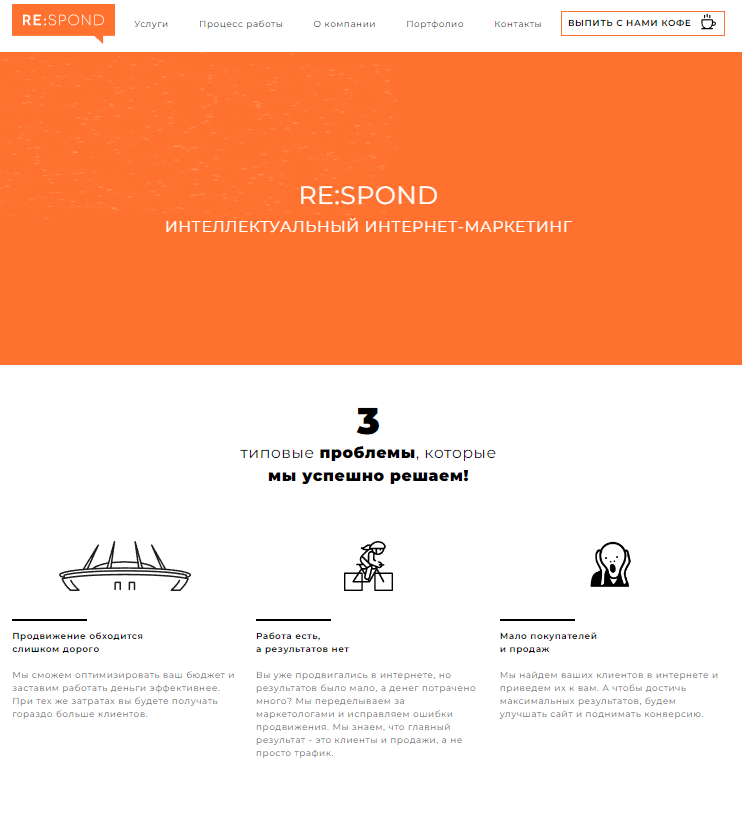 RE:SPOND
Услуги
Процесс работы
О компании
Портфолио
Контакты
ВЫПИТЬ С НАМИ КОФЕ
RE:SPOND
ИНТЕЛЛЕКТУАЛЬНЫЙ ИНТЕРНЕТ-МАРКЕТИНГ
3
типовые проблемы, которые
мы успешно решаем!
Продвижение обходится
слишком дорого
Мы сможем оптимизировать ваш бюджет и
заставим работать деньги эффективнее.
При тех же затратах вы будете получать
гораздо больше клиентов.
Работа есть,
а результатов нет
Вы уже продвигались в интернете, но
результатов было мало, а денег потрачено
много? Мы переделываем за
маркетологами и исправляем ошибки
продвижения. Мы знаем, что главный
результат - это клиенты и продажи, а не
просто трафик.
Мало покупателей
и продаж
Мы найдем ваших клиентов в интернете и
приведем их к вам. А чтобы достичь
максимальных результатов, будем
улучшать сайт и поднимать конверсию.